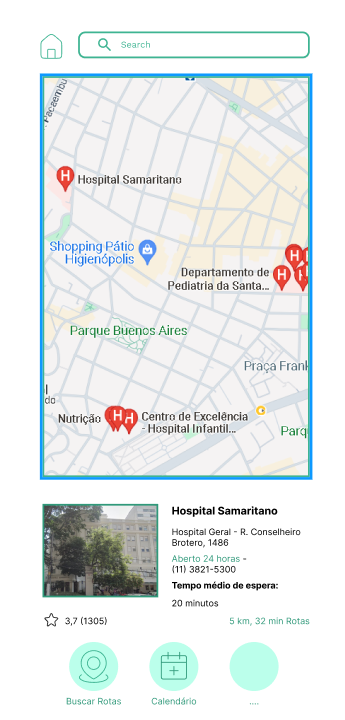 Search
Pacaembu
Hospital Samaritano
Shopping Pátio
Higienópolis
Departamento de
Pediatria da Santa...
Parque Buenos Aires
Praça Frank
Nutrição
Centro de Excelência
- Hospital Infantil...
Parq
Hospital Samaritano
Hospital Geral - R. Conselheiro
Brotero, 1486
Aberto 24 horas -
(11) 3821-5300
Tempo médio de espera:
20 minutos
3,7 (1305)
5 km, 32 min Rotas
Buscar Rotas
Calendário
....